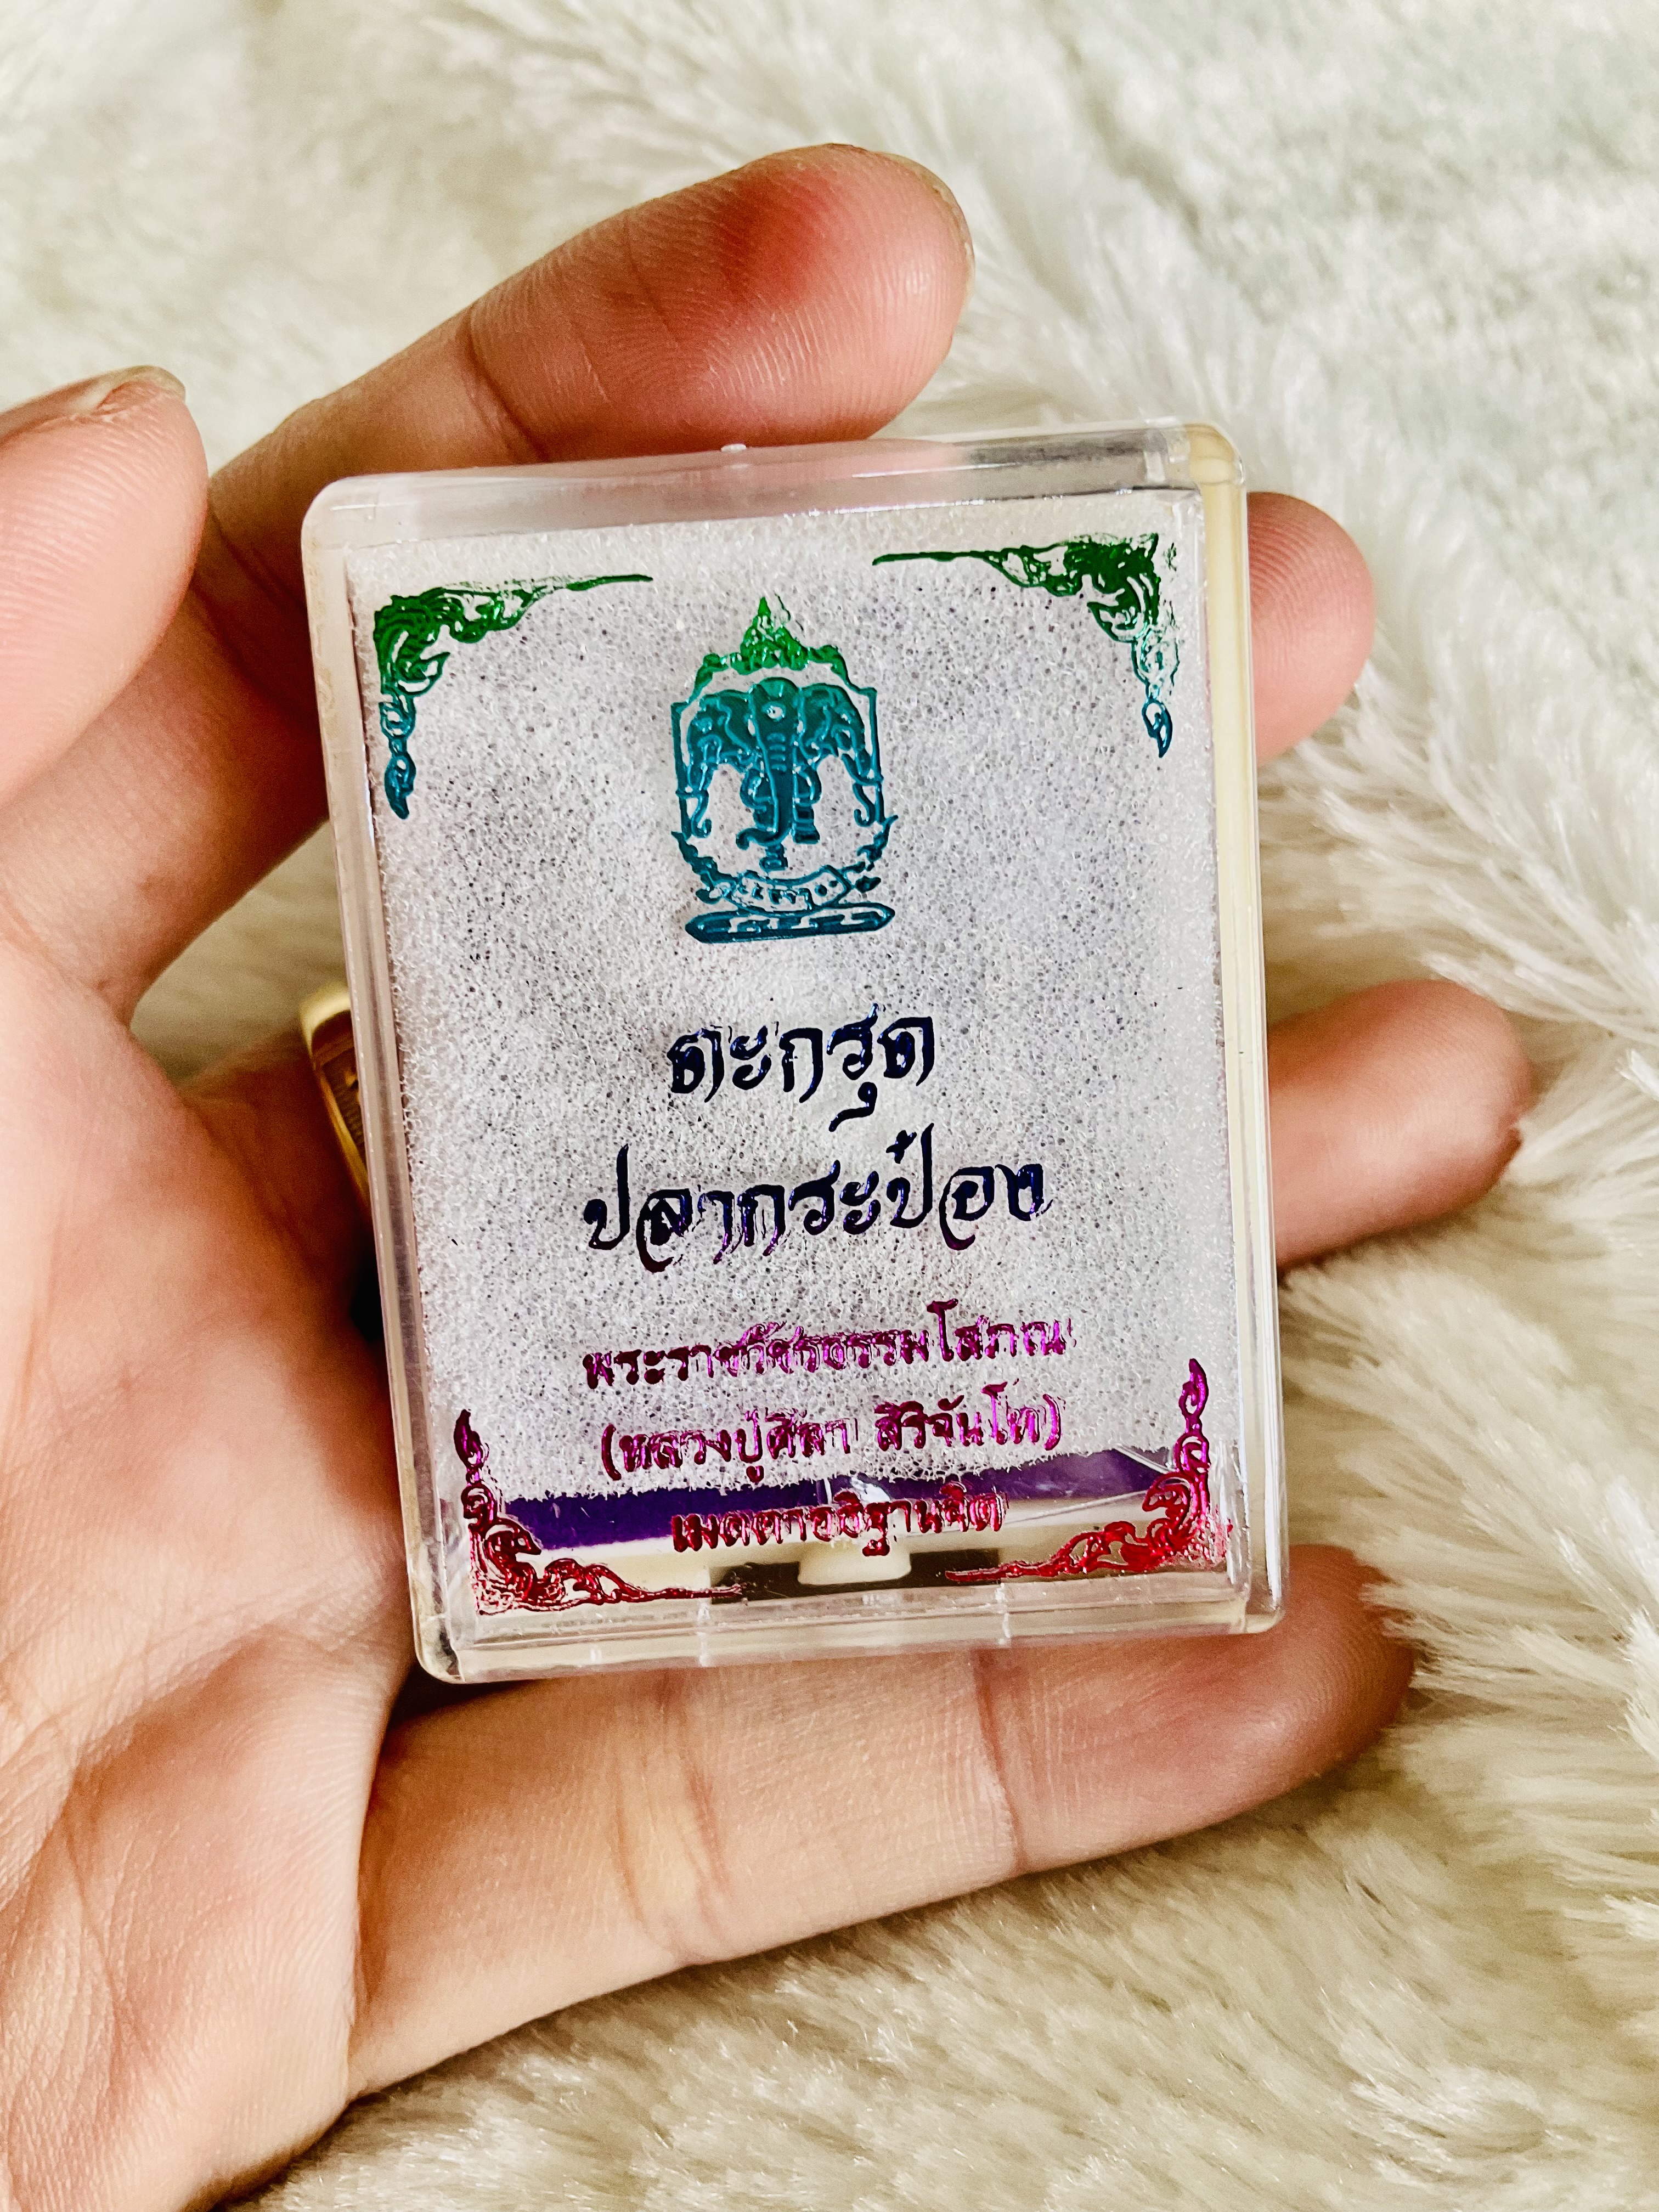 ตะกรุด
ปลากระป๋อง
พระราชวัชรธรรมโสภณ
(หลวงปู่ศิลา สิริจันโท)
เมตตาอธิฐานจิต